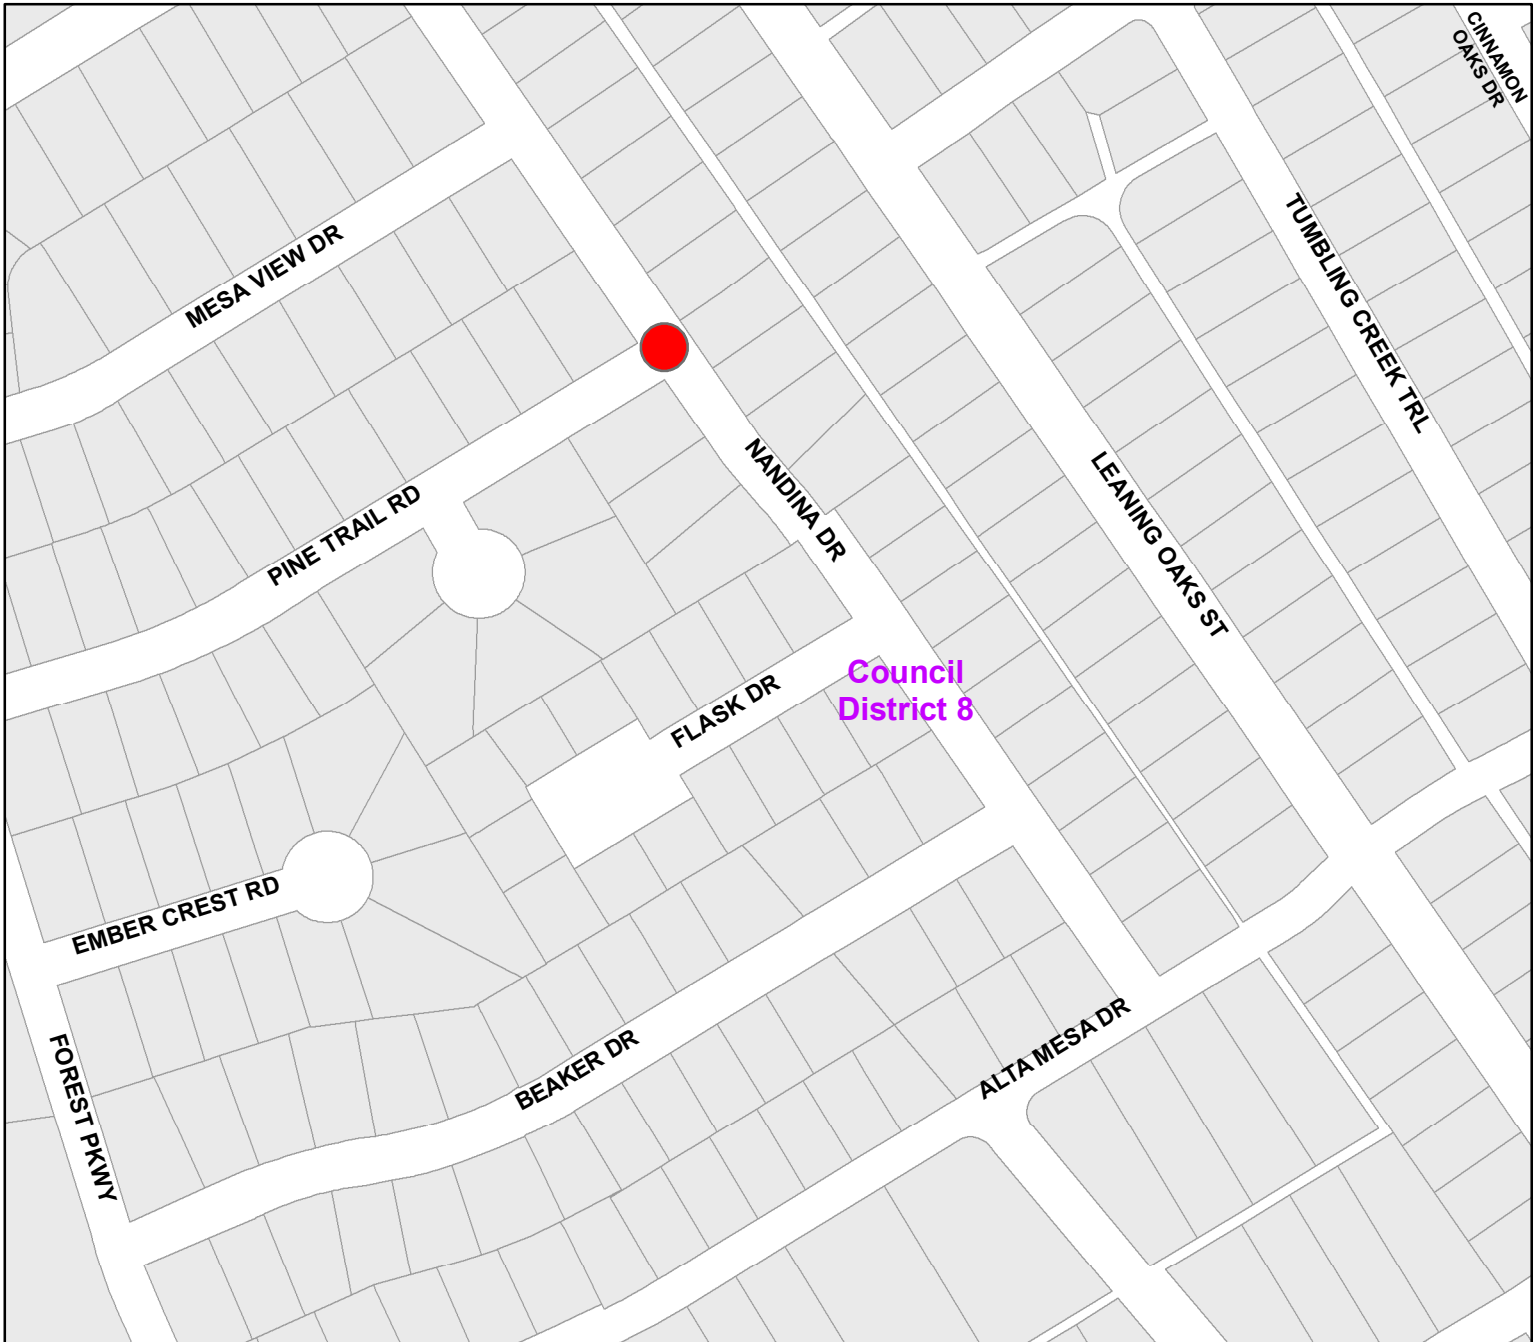 CINNAMON
OAKS DR
MESA VIEW DR
TUMBLING CREEK TRL
NANDINA DR
LEANING OAKS ST
PINE TRAIL RD
Council
District 8
FLASK DR
EMBER CREST RD
ALTA MESA DR
BEAKER DR
FOREST PKWY